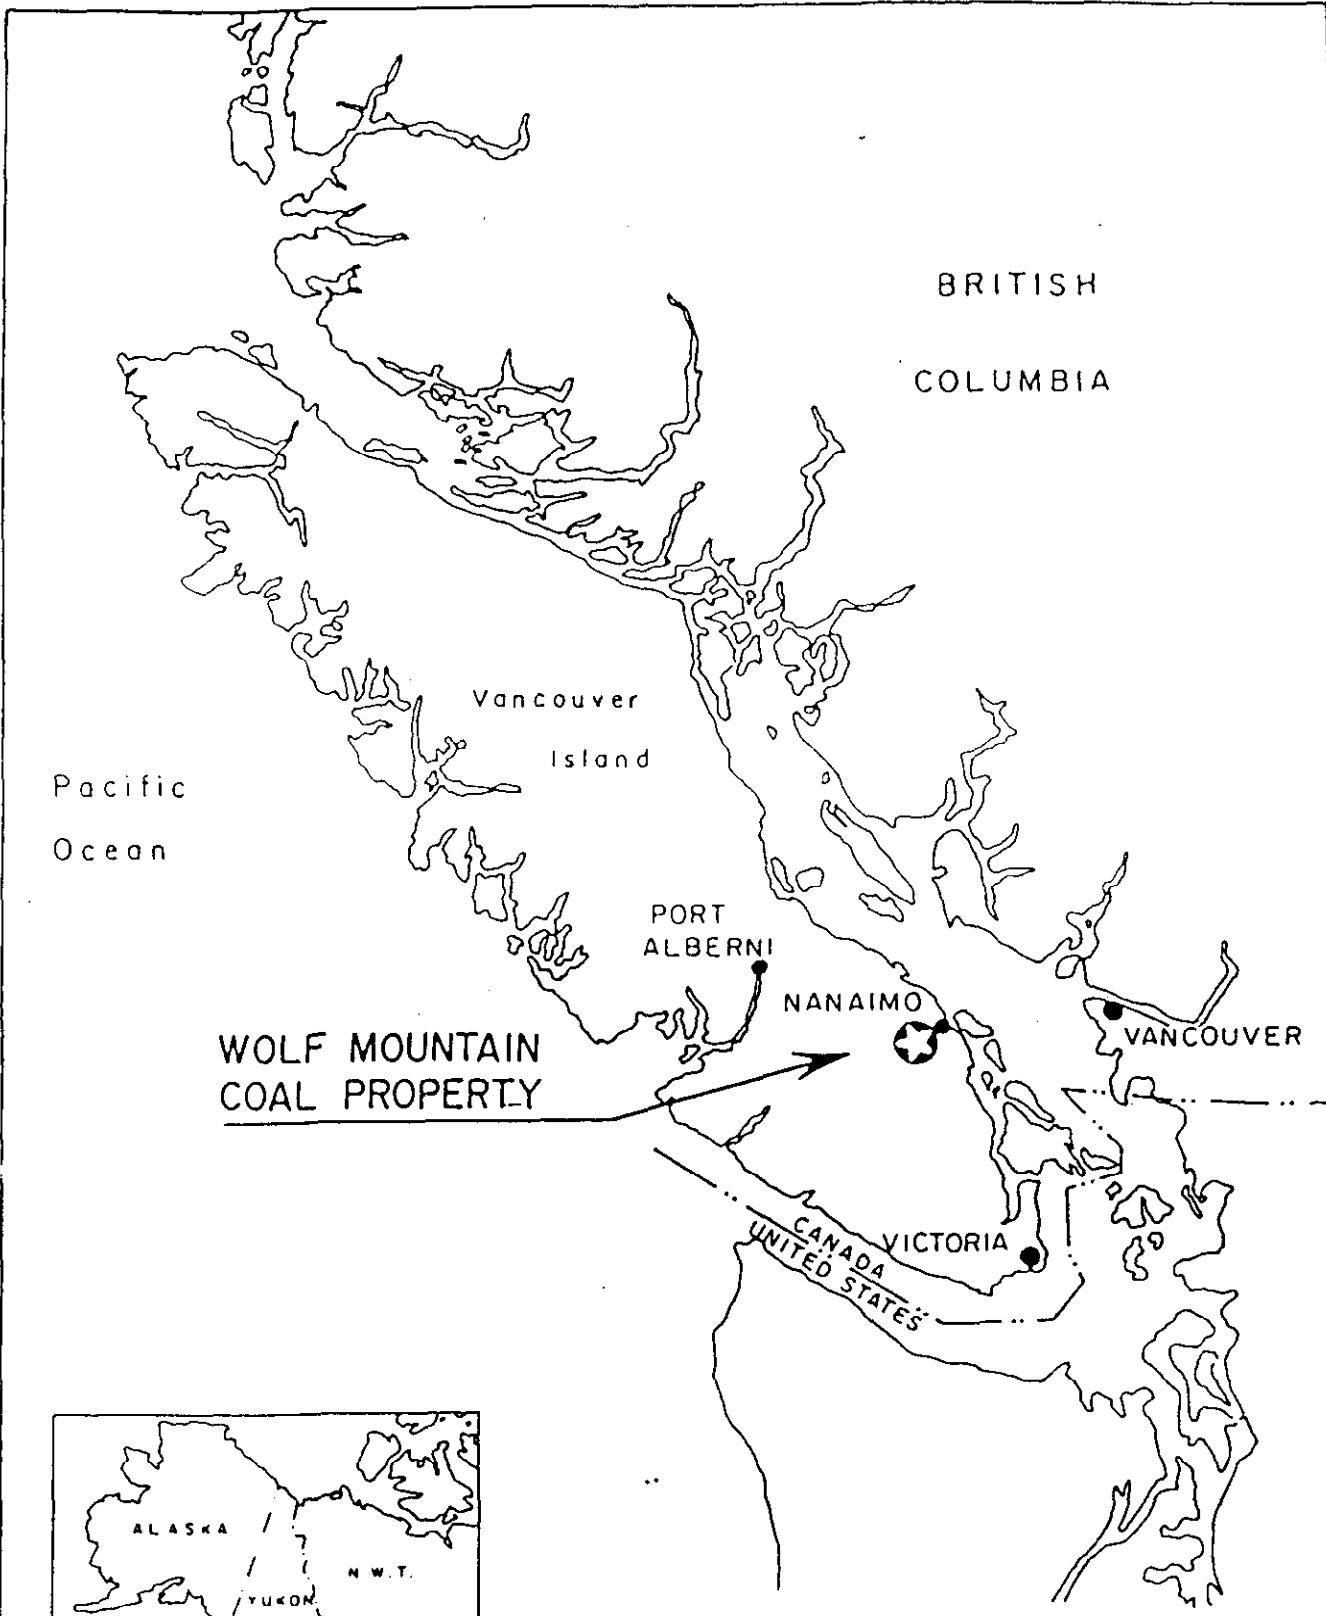 BRITISH
COLUMBIA
Vancouver
Island
Pacific
Ocean
PORT
ALBERNI
NANAIMO
VANCOUVER
WOLF MOUNTAIN
COAL PROPERTY
CANADA
UNITED STATES
VICTORIA
ALASKA
N.W.T.
YUKON